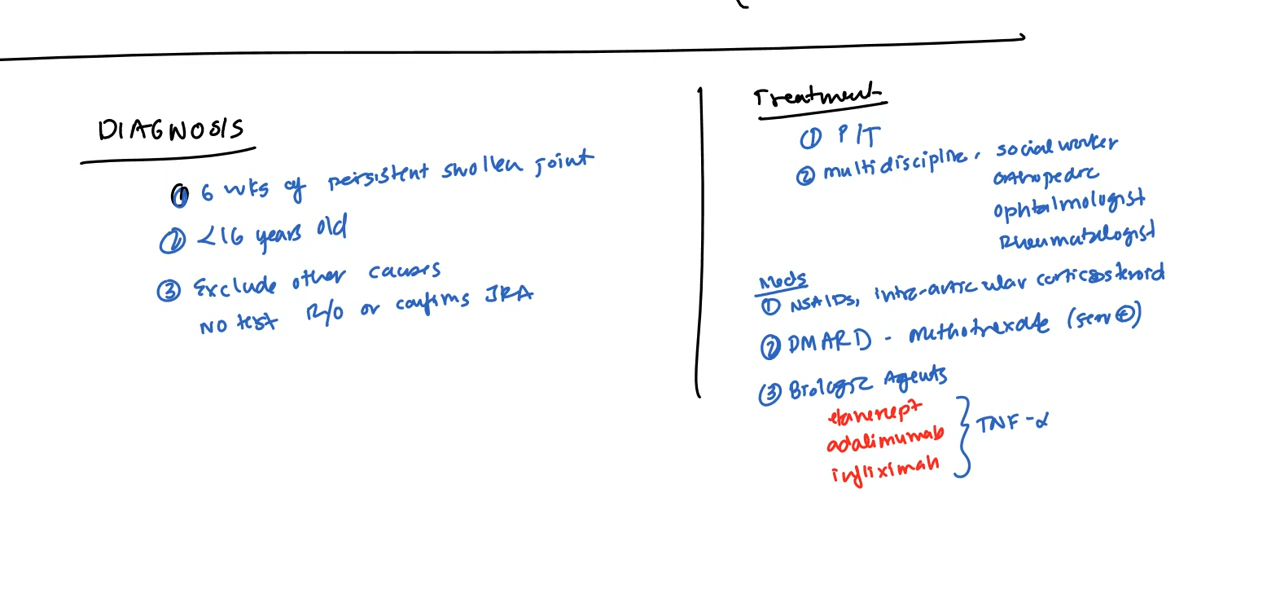 DIAGNOSIS
① 6 wks of persistent swollen joint
② <16 years old
③ Exclude other causes
NO test R/o or confirms JRA
Treatment
① P/T
② multidiscipline, social worker
orthopedic
ophtalmologist
Rheumatologist
Meds
① NSAIDs, intra-articular corticosteroid
② DMARD - methotrexate
③ Biologic Agents
etanercept
adalimumab
infliximab
TNF-α